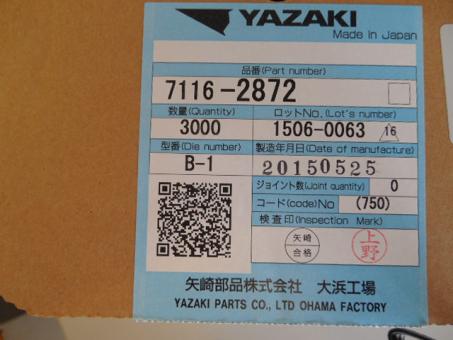 YAZAKI
Made in Japan
品番(Part number)
7116-2872
数量(Quantity) ロットNO.(Lot's number)
3000 1506-0063 16
型番(Die number) 製造年月日(Date of manufacture)
B-1 20150525
ジョイント数(Joint quantity) 0
コード(code)No (750)
検査印(Inspection Mark)
矢崎 合格 上野
矢崎部品株式会社 大浜工場
YAZAKI PARTS CO., LTD OHAMA FACTORY